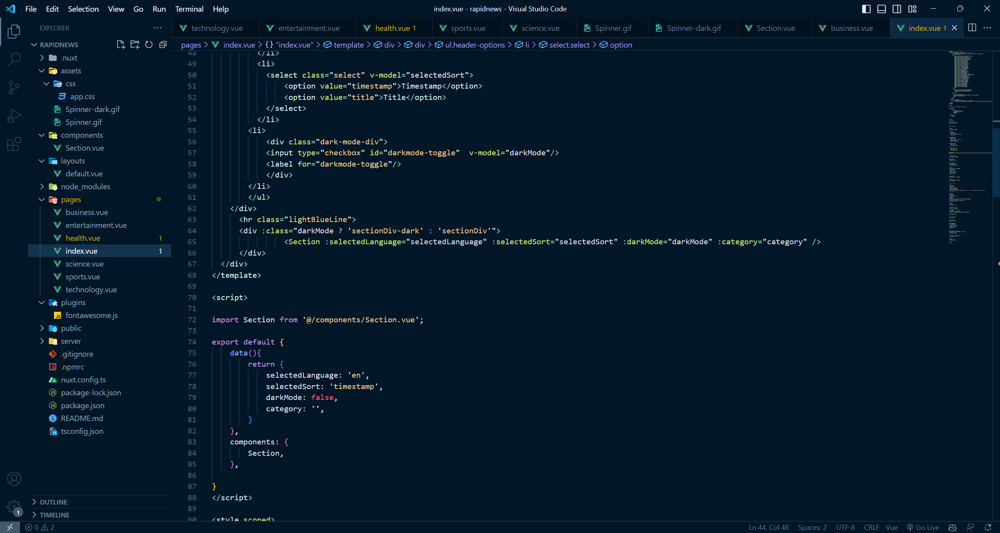 File Edit Selection View Go Run Terminal Help
index.vue - rapidnews - Visual Studio Code
EXPLORER
technology.vue entertainment.vue health.vue 1 sports.vue science.vue Spinner.gif Spinner-dark.gif Section.vue business.vue index.vue 1
RAPIDNEWS
.nuxt
assets
css
app.css
Spinner-dark.gif
Spinner.gif
components
Section.vue
layouts
default.vue
node_modules
pages
business.vue
entertainment.vue
health.vue 1
index.vue 1
science.vue
sports.vue
technology.vue
plugins
fontawesome.js
public
server
.gitignore
.npmrc
nuxt.config.ts
package-lock.json
package.json
README.md
tsconfig.json
OUTLINE
TIMELINE
pages > index.vue > {} "index.vue" > template > div > div > ul.header-options > li > select.select > option
48 </li>
49 <li>
50 <select class="select" v-model="selectedSort">
51 <option value="timestamp">Timestamp</option>
52 <option value="title">Title</option>
53 </select>
54 </li>
55 <li>
56 <div class="dark-mode-div">
57 <input type="checkbox" id="darkmode-toggle"  v-model="darkMode"/>
58 <label for="darkmode-toggle"/>
59 </div>
60 </li>
61 </ul>
62 </div>
63 <hr class="lightBlueLine">
64 <div :class="darkMode ? 'sectionDiv-dark' : 'sectionDiv'">
65 <Section :selectedLanguage="selectedLanguage" :selectedSort="selectedSort" :darkMode="darkMode" :category="category" />
66 </div>
67 </div>
68 </template>
69
70 <script>
71
72 import Section from '@/components/Section.vue';
73
74 export default {
75 data(){
76 return {
77 selectedLanguage: 'en',
78 selectedSort: 'timestamp',
79 darkMode: false,
80 category: '',
81 }
82 },
83 components: {
84 Section,
85 },
86
87 }
88 </script>
89
90 <style scoped>
1
0 2
Ln 44, Col 48 Spaces: 2 UTF-8 CRLF Vue Go Live